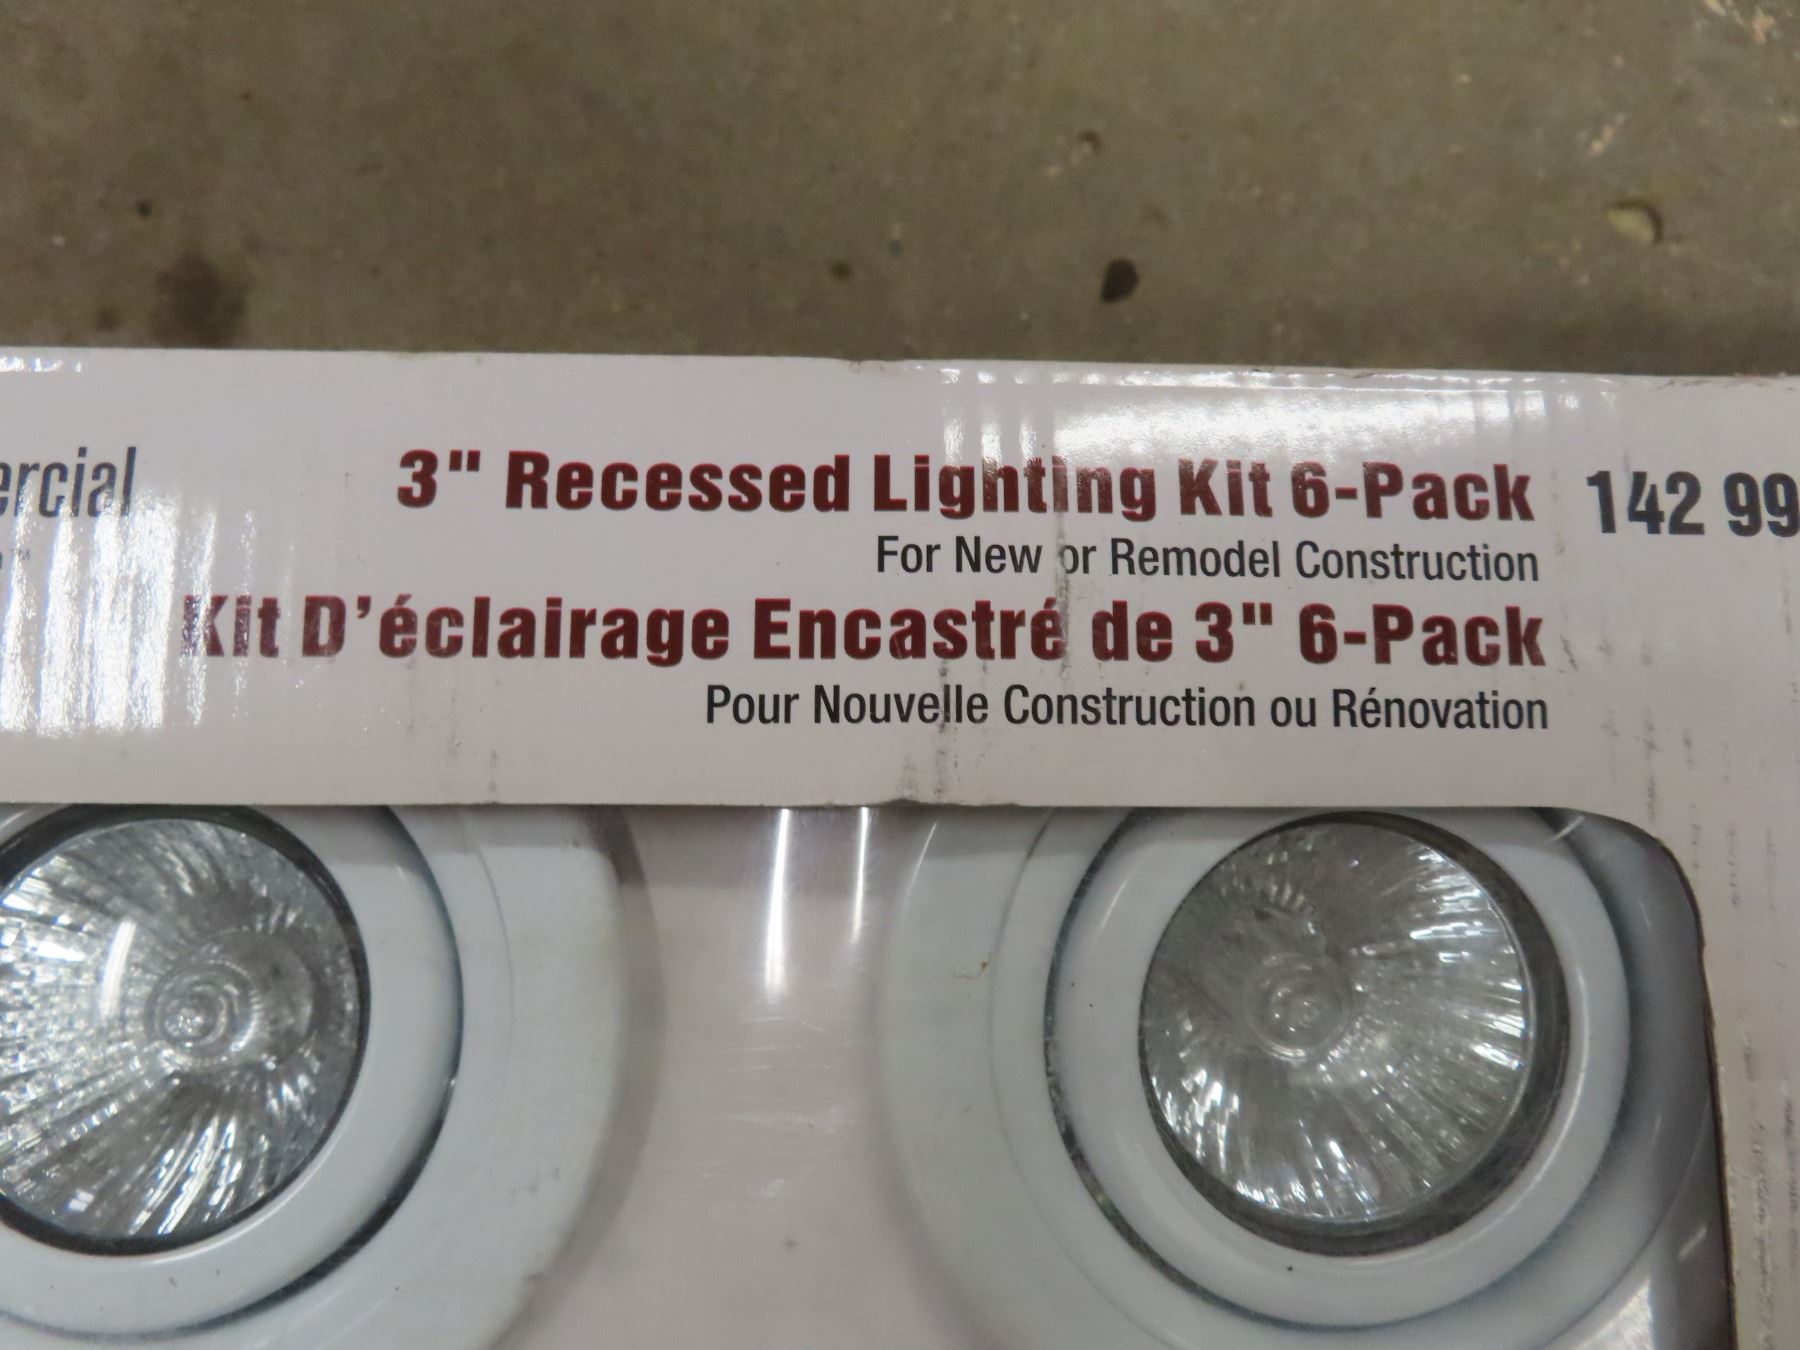 3" Recessed Lighting Kit 6-Pack
For New or Remodel Construction
Kit D'éclairage Encastré de 3" 6-Pack
Pour Nouvelle Construction ou Rénovation
142 99
ercial